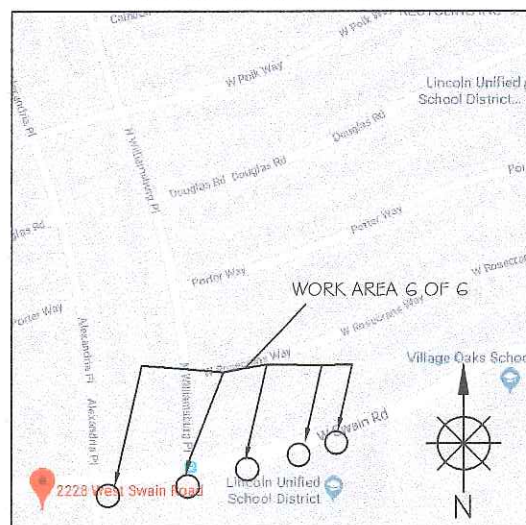 W Polk Way
W Polk Way
Lincoln Unified
School District...
Douglas Rd
N Williamsburg Pl
Douglas Rd Douglas Rd
Porter Way
Porter Way
W Rosecrans
WORK AREA 6 OF 6
Porter Way
W Rosecrans Way
W Rosecrans Way
Alexandria Pl
Village Oaks School
N Williamsburg Pl
Alexandria Pl
W Swain Rd
2228 West Swain Road
Lincoln Unified
School District
N